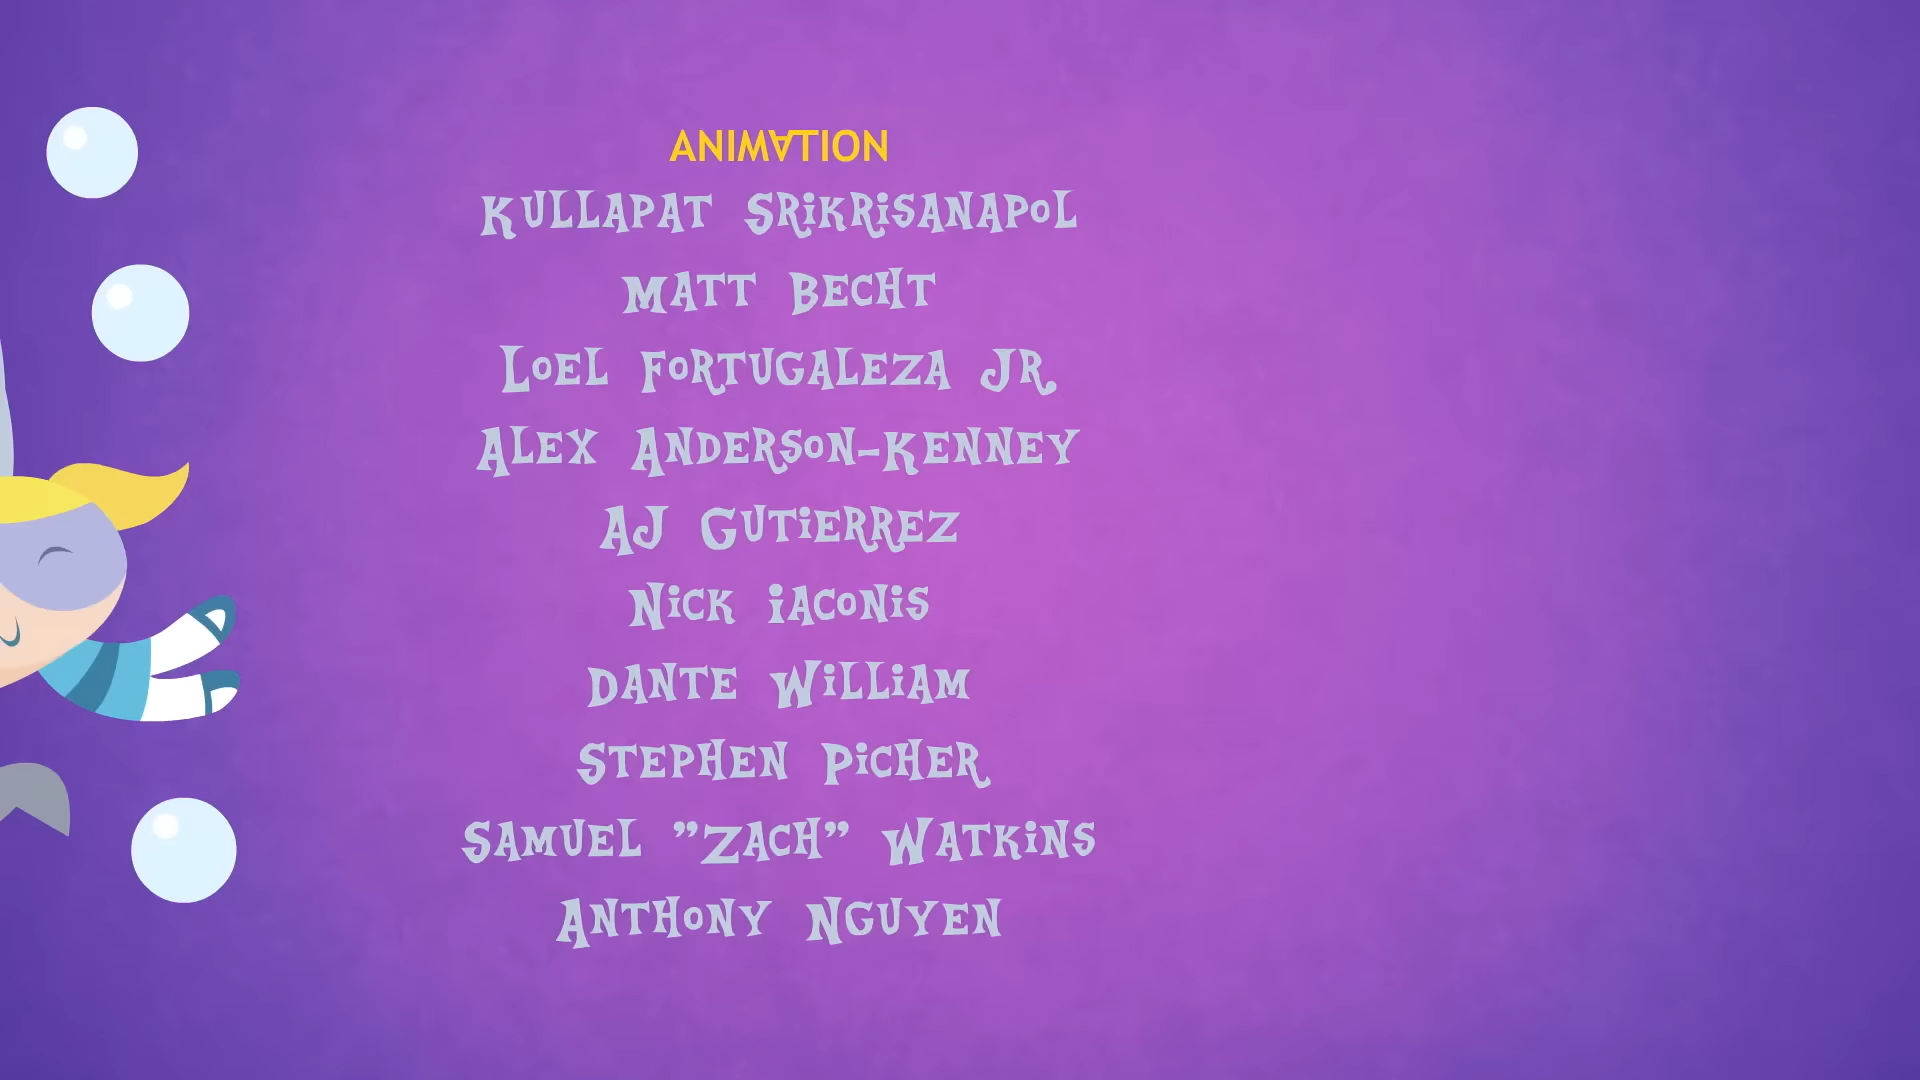 ANIMATION
Kullapat Srikrisanapol
Matt Becht
Loel Fortugaleza Jr.
Alex Anderson-Kenney
AJ Gutierrez
Nick Iaconis
Dante William
Stephen Picher
Samuel "Zach" Watkins
Anthony Nguyen